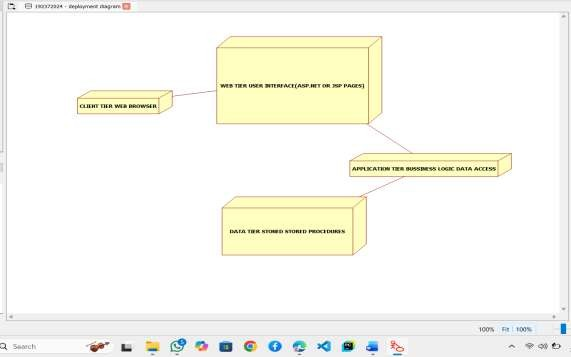 192372024 - deployment diagram
WEB TIER USER INTERFACE(ASP.NET OR JSP PAGES)
CLIENT TIER WEB BROWSER
APPLICATION TIER BUSSINESS LOGIC DATA ACCESS
DATA TIER STONED STORED PROCEDURES
100% Fit 100%
Search